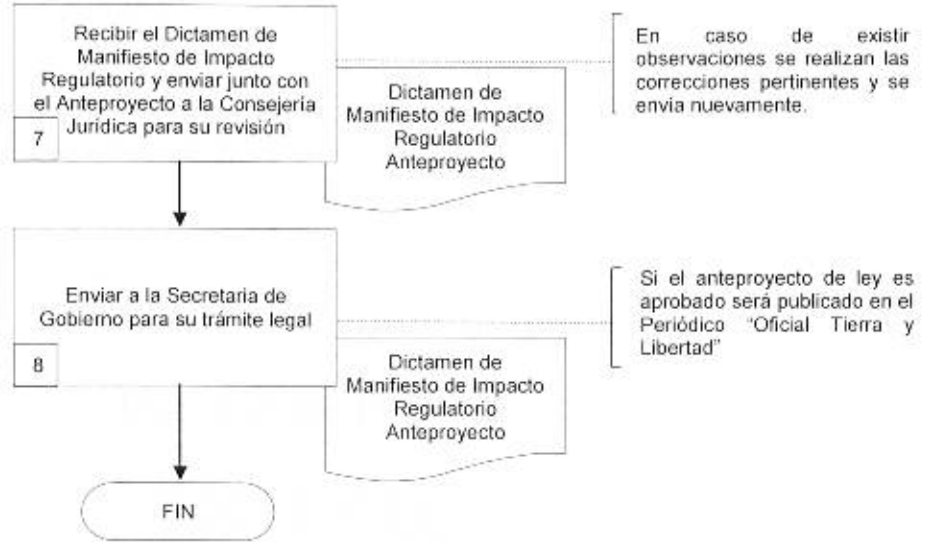 Recibir el Dictamen de
Manifiesto de Impacto
Regulatorio y enviar junto con
el Anteproyecto a la Consejería
Jurídica para su revisión
7
Dictamen de
Manifiesto de Impacto
Regulatorio
Anteproyecto
En caso de existir
observaciones se realizan las
correcciones pertinentes y se
envía nuevamente.
Enviar a la Secretaria de
Gobierno para su trámite legal
8
Dictamen de
Manifiesto de Impacto
Regulatorio
Anteproyecto
Si el anteproyecto de ley es
aprobado será publicado en el
Periódico "Oficial Tierra y
Libertad"
FIN